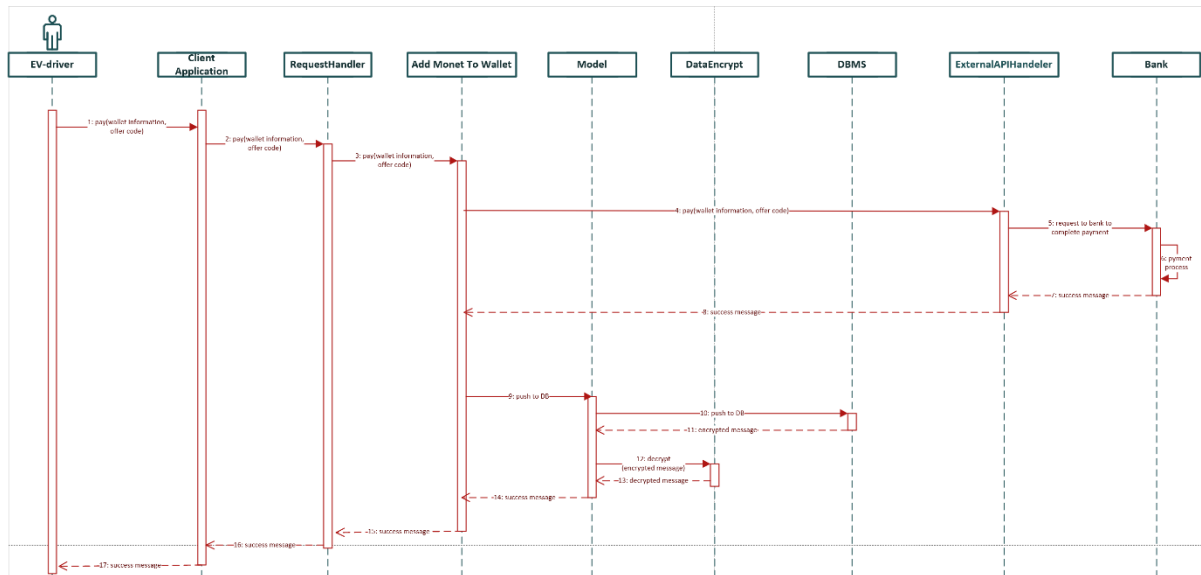 EV-driver
Client
Application
RequestHandler
Add Monet To Wallet
Model
DataEncrypt
DBMS
ExternalAPIHandeler
Bank
1: pay(wallet information,
offer code)
2: pay(wallet information,
offer code)
3: pay(wallet information,
offer code)
4: pay(wallet information, offer code)
5: request to bank to
complete payment
6: pyment
process
7: success message
8: success message
9: push to DB
10: push to DB
11: encrypted message
12: decrypt
(encrypted message)
13: decrypted message
14: success message
15: success message
16: success message
17: success message